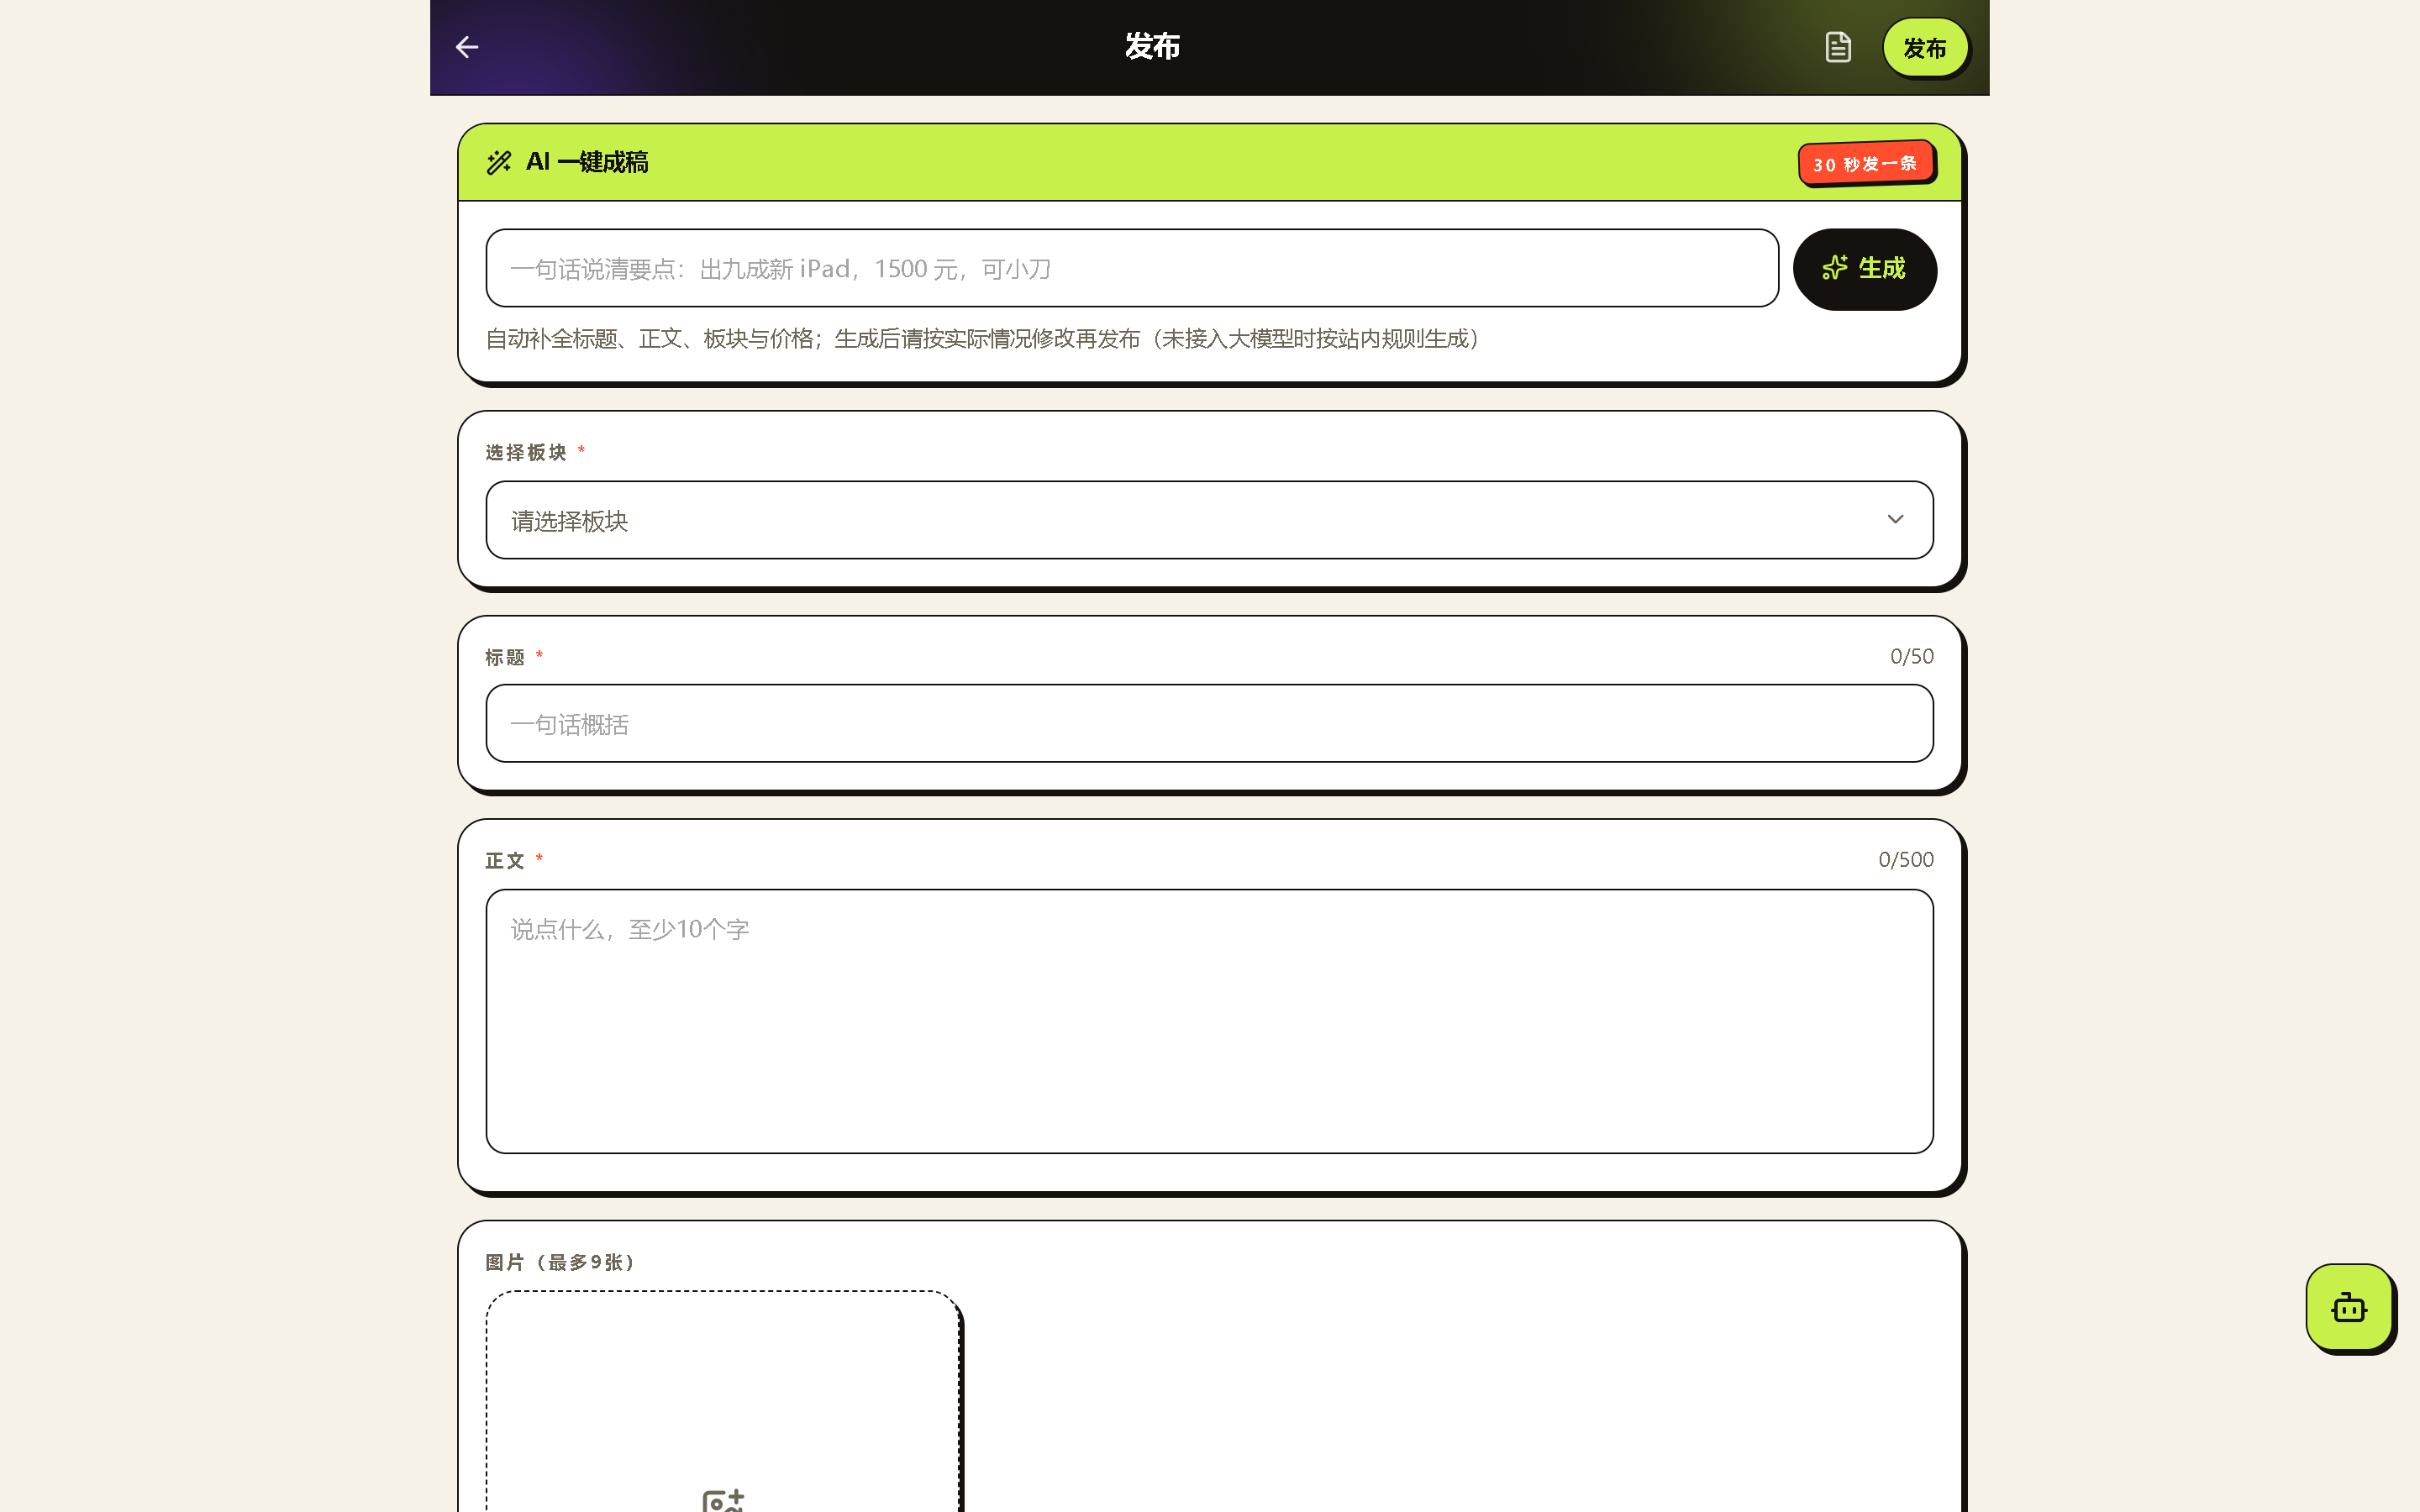 发布
发布
AI 一键成稿
30 秒发一条
一句话说清要点：出九成新 iPad，1500 元，可小刀
生成
自动补全标题、正文、板块与价格；生成后请按实际情况修改再发布（未接入大模型时按站内规则生成）
选择板块 *
请选择板块
标题 *
0/50
一句话概括
正文 *
0/500
说点什么，至少10个字
图片（最多9张）